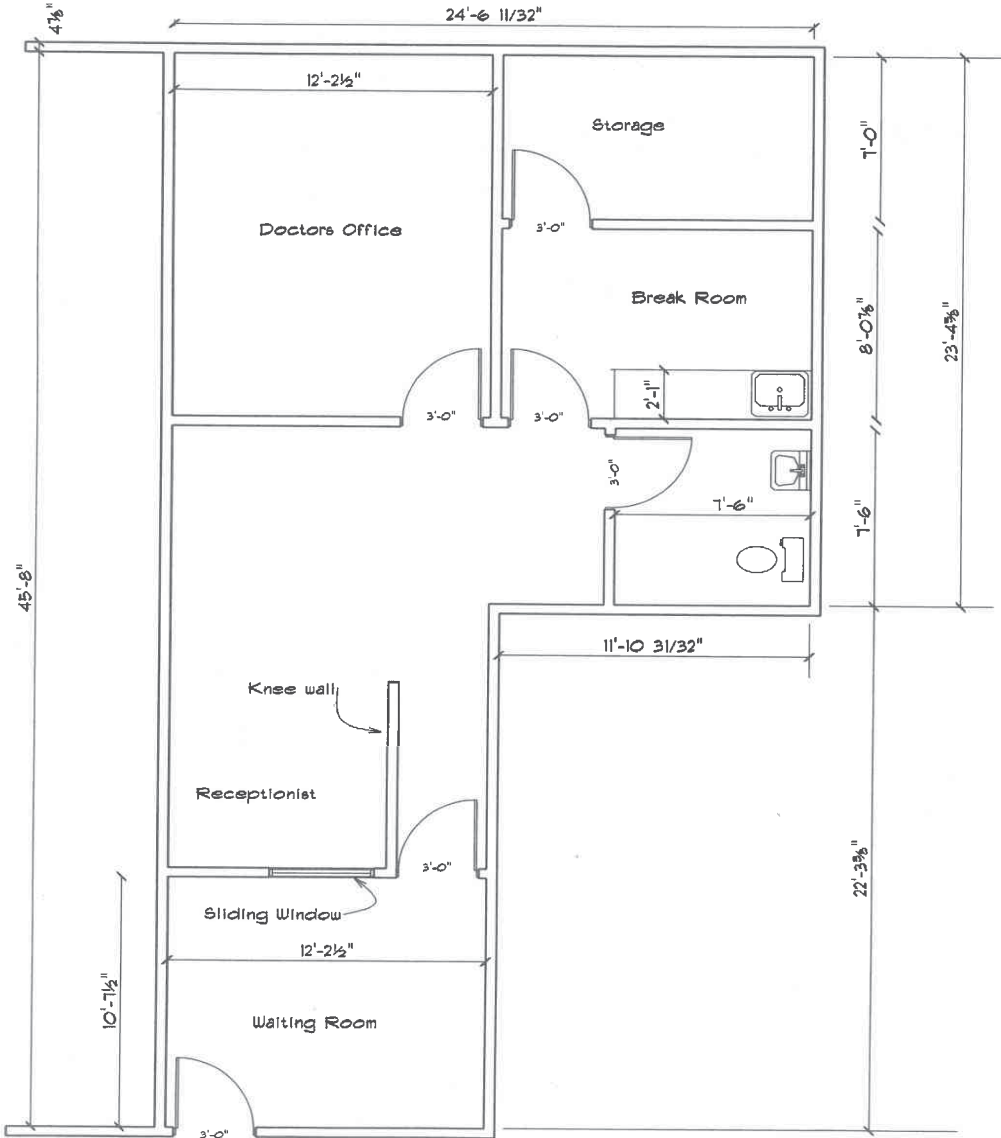 4⅞"
24'-6 11/32"
12'-2½"
Storage
7'-0"
Doctors Office
3'-0"
Break Room
8'-0⅞"
23'-4⅝"
2'-1"
3'-0"
3'-0"
3'-0"
7'-6"
7'-6"
45'-8"
11'-10 31/32"
Knee wall
Receptionist
3'-0"
22'-3⅝"
Sliding Window
12'-2½"
10'-7½"
Waiting Room
3'-0"